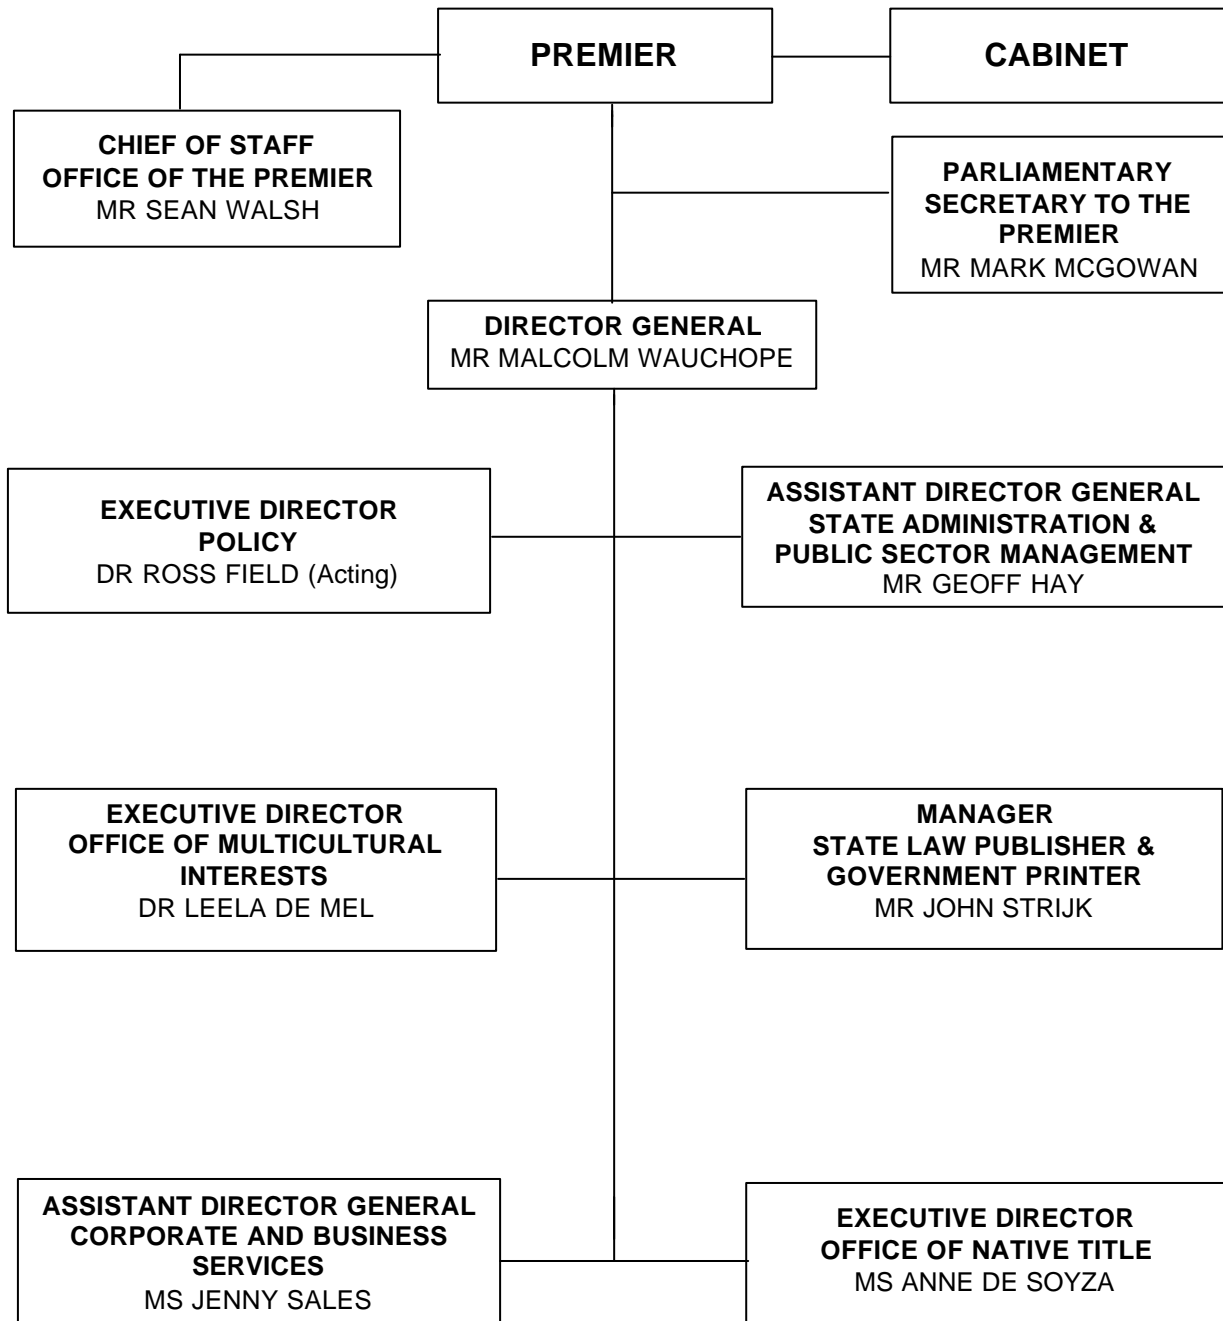 PREMIER
CABINET
CHIEF OF STAFF
OFFICE OF THE PREMIER
MR SEAN WALSH
PARLIAMENTARY
SECRETARY TO THE
PREMIER
MR MARK MCGOWAN
DIRECTOR GENERAL
MR MALCOLM WAUCHOPE
EXECUTIVE DIRECTOR
POLICY
DR ROSS FIELD (Acting)
ASSISTANT DIRECTOR GENERAL
STATE ADMINISTRATION &
PUBLIC SECTOR MANAGEMENT
MR GEOFF HAY
EXECUTIVE DIRECTOR
OFFICE OF MULTICULTURAL
INTERESTS
DR LEELA DE MEL
MANAGER
STATE LAW PUBLISHER &
GOVERNMENT PRINTER
MR JOHN STRIJK
ASSISTANT DIRECTOR GENERAL
CORPORATE AND BUSINESS
SERVICES
MS JENNY SALES
EXECUTIVE DIRECTOR
OFFICE OF NATIVE TITLE
MS ANNE DE SOYZA